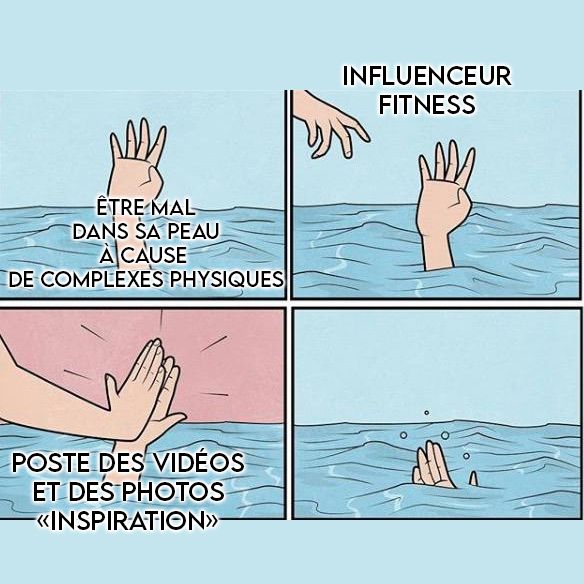 ÊTRE MAL
DANS SA PEAU
À CAUSE
DE COMPLEXES PHYSIQUES
INFLUENCEUR
FITNESS
POSTE DES VIDÉOS
ET DES PHOTOS
«INSPIRATION»